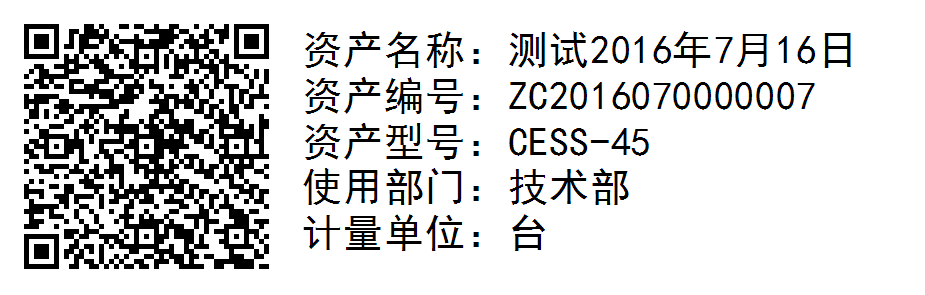 资产名称：测试2016年7月16日
资产编号：ZC2016070000007
资产型号：CESS-45
使用部门：技术部
计量单位：台